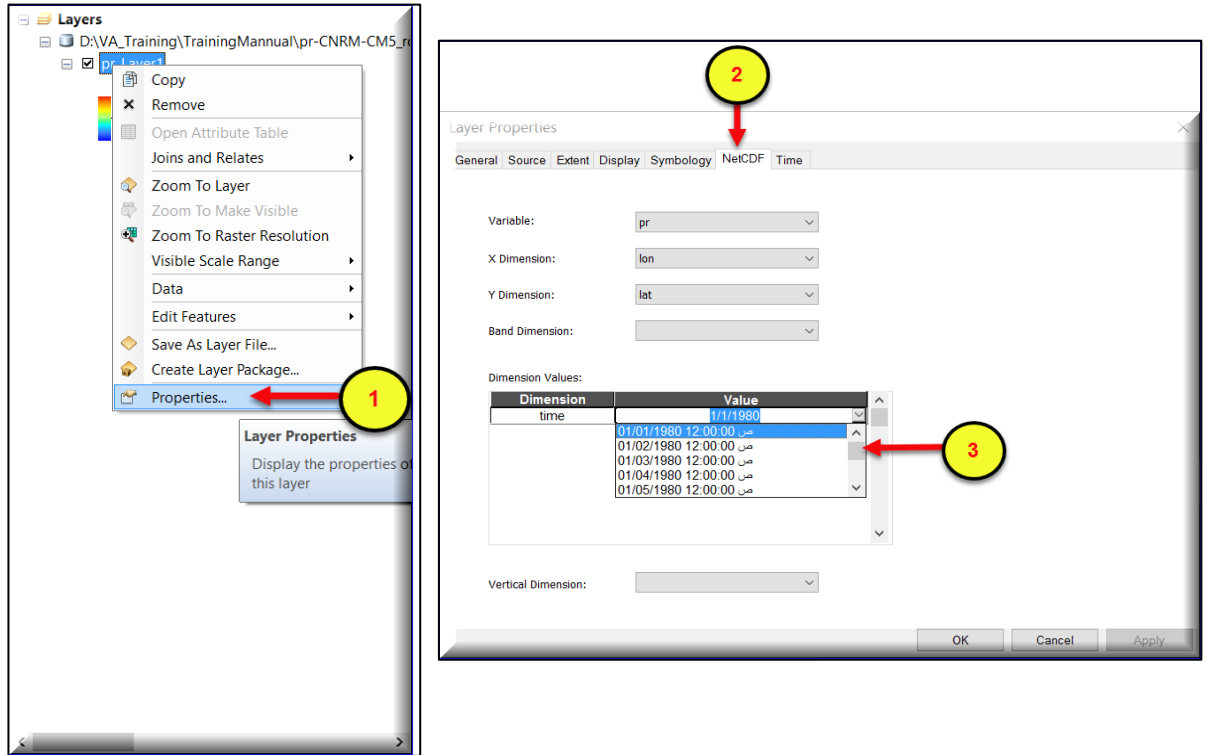 Layers
D:\VA_Training\TrainingMannual\pr-CNRM-CM5_r
pr_Layer1
Copy
Remove
Open Attribute Table
Joins and Relates
Zoom To Layer
Zoom To Make Visible
Zoom To Raster Resolution
Visible Scale Range
Data
Edit Features
Save As Layer File...
Create Layer Package...
Properties...
1
Layer Properties
Display the properties of
this layer
2
Layer Properties
General Source Extent Display Symbology NetCDF Time
Variable: pr
X Dimension: lon
Y Dimension: lat
Band Dimension:
Dimension Values:
Dimension Value
time 1/1/1980
01/01/1980 12:00:00 ص
01/02/1980 12:00:00 ص
01/03/1980 12:00:00 ص
01/04/1980 12:00:00 ص
01/05/1980 12:00:00 ص
3
Vertical Dimension:
OK Cancel Apply